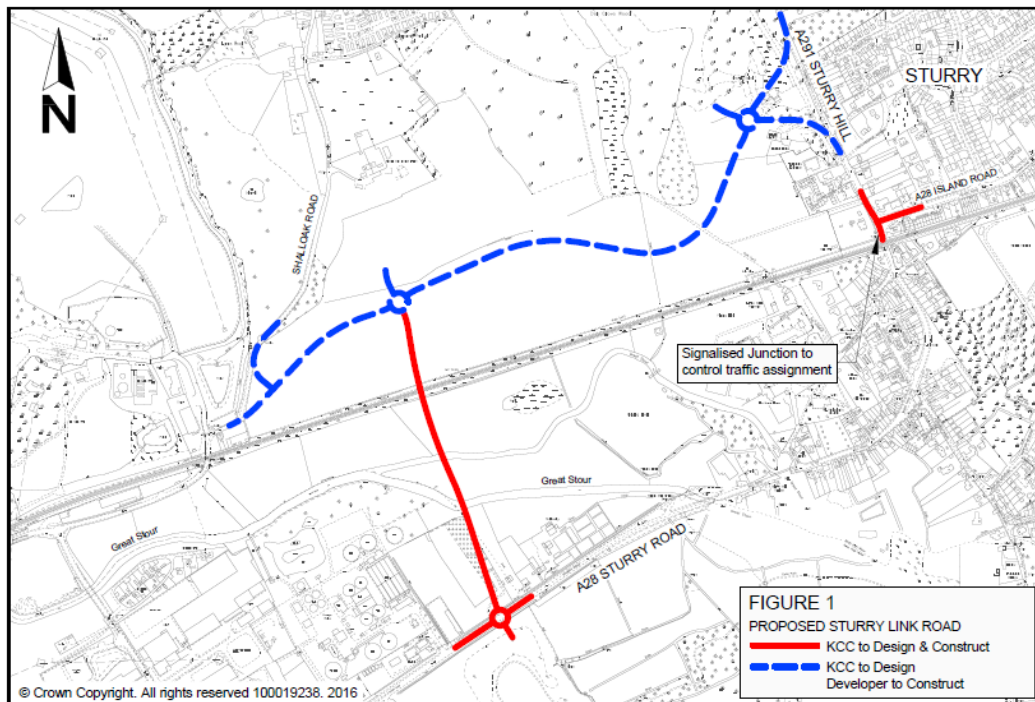 N
A291 STURRY HILL
STURRY
A28 ISLAND ROAD
SHALLOAK ROAD
Signalised Junction to
control traffic assignment
Great Stour
Great Stour
A28 STURRY ROAD
FIGURE 1
PROPOSED STURRY LINK ROAD
KCC to Design & Construct
KCC to Design
Developer to Construct
© Crown Copyright. All rights reserved 100019238. 2016